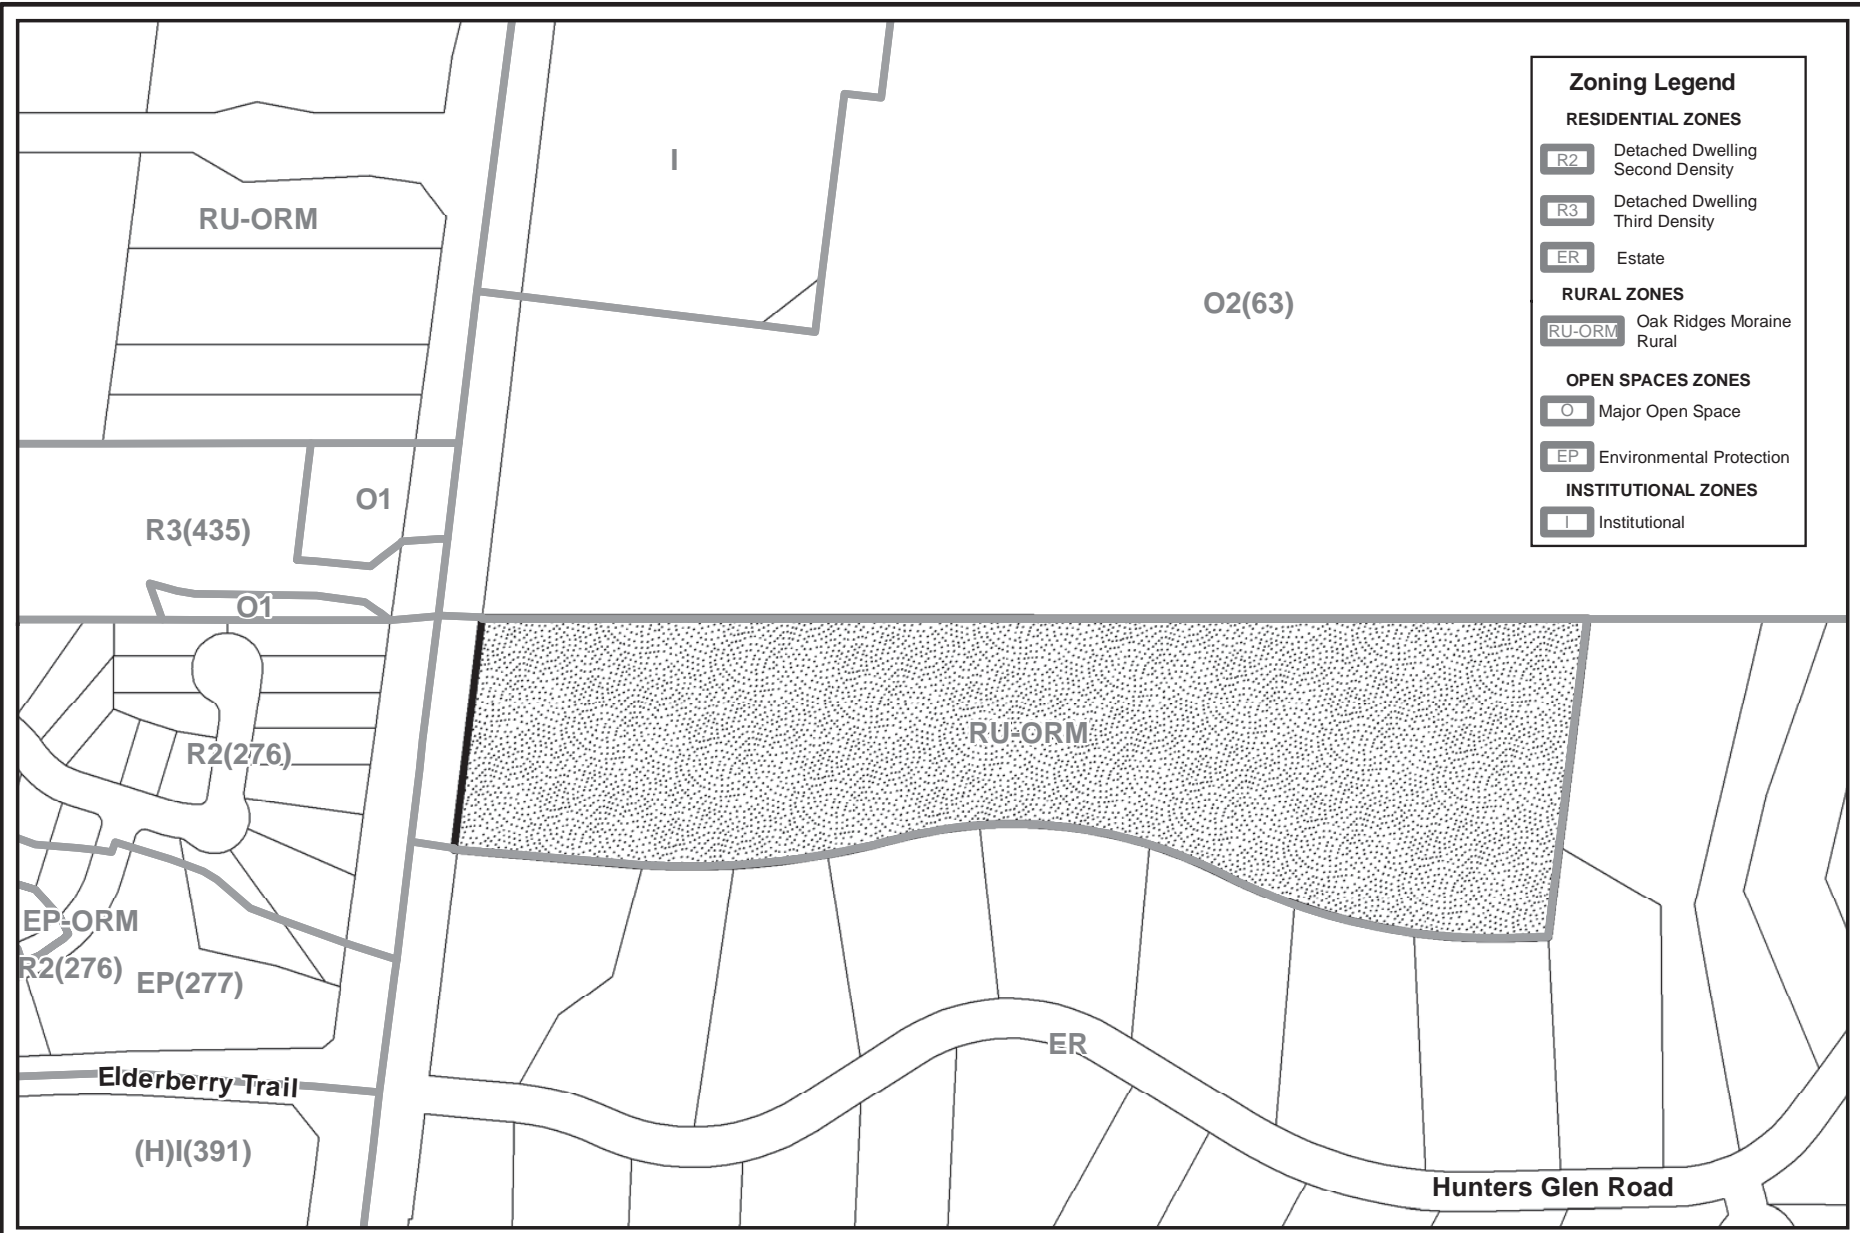 Zoning Legend
RESIDENTIAL ZONES
R2
Detached Dwelling
Second Density
R3
Detached Dwelling
Third Density
ER
Estate
RURAL ZONES
RU-ORM
Oak Ridges Moraine
Rural
OPEN SPACES ZONES
O
Major Open Space
EP
Environmental Protection
INSTITUTIONAL ZONES
I
Institutional
I
RU-ORM
O2(63)
O1
R3(435)
O1
RU-ORM
R2(276)
EP-ORM
R2(276)
EP(277)
ER
Elderberry Trail
(H)I(391)
Hunters Glen Road